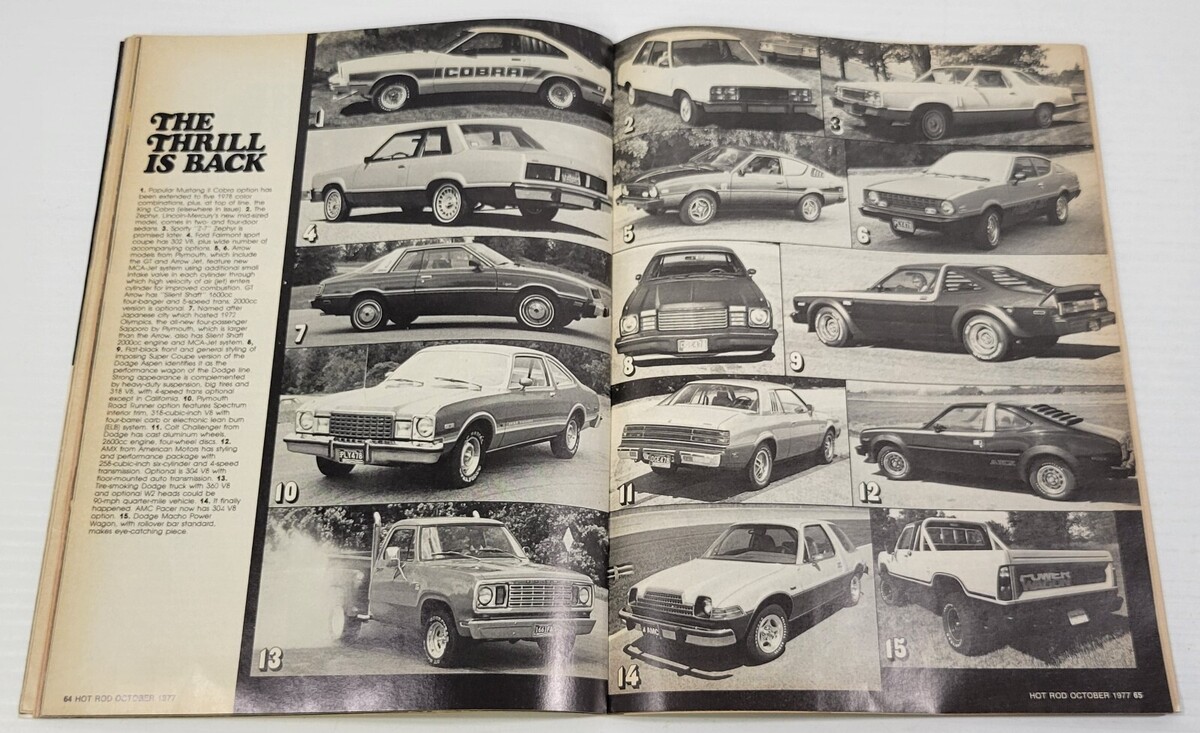 THE
THRILL
IS BACK
1. Popular Mustang II Cobra option has
been extended to five 1978 color
combinations, plus, at top of line, the
King Cobra (elsewhere in issue). 2. The
Zephyr, Lincoln-Mercury's new mid-sized
model, comes in two- and four-door
sedans. 3. Sporty "Z-7" Zephyr is
promised later. 4. Ford Fairmont sport
coupe has 302 V8, plus wide number of
accompanying options. 5, 6. Arrow
models from Plymouth, which include
the GT and Arrow Jet, feature new
MCA-Jet system using additional small
intake valve in each cylinder through
which high velocity of air (jet) enters
cylinder for improved combustion. GT
Arrow has "Silent Shaft" 1600cc
four-banger and 5-speed trans. 2000cc
version is optional. 7. Named after
Japanese city which hosted 1972
Olympics, the all-new four-passenger
Sapporo by Plymouth, which is larger
than the Arrow, also has Silent Shaft
2000cc engine and MCA-Jet system. 8,
9. Flat-black front and general styling of
imposing Super Coupe version of the
Dodge Aspen identifies it as the
performance wagon of the Dodge line.
Strong appearance is complemented
by heavy-duty suspension, big tires and
318 V8, with 4-speed trans optional
except in California. 10. Plymouth
Road Runner option features Spectrum
interior trim, 318-cubic-inch V8 with
four-barrel carb or electronic lean burn
(ELB) system. 11. Colt Challenger from
Dodge has cast aluminum wheels,
2600cc engine, four-wheel discs. 12.
AMX from American Motors has styling
and performance package with
258-cubic-inch six-cylinder and 4-speed
transmission. Optional is 304 V8 with
floor-mounted auto transmission. 13.
Tire-smoking Dodge truck with 360 V8
and optional W2 heads could be
90-mph quarter-mile vehicle. 14. It finally
happened. AMC Pacer now has 304 V8
option. 15. Dodge Macho Power
Wagon, with rollover bar standard,
makes eye-catching piece.
64 HOT ROD OCTOBER 1977
COBRA
1
4
7
PLY478
10
13
2
3
5
6
8
9
11
12
4 AMC
14
POWER
15
HOT ROD OCTOBER 1977 65